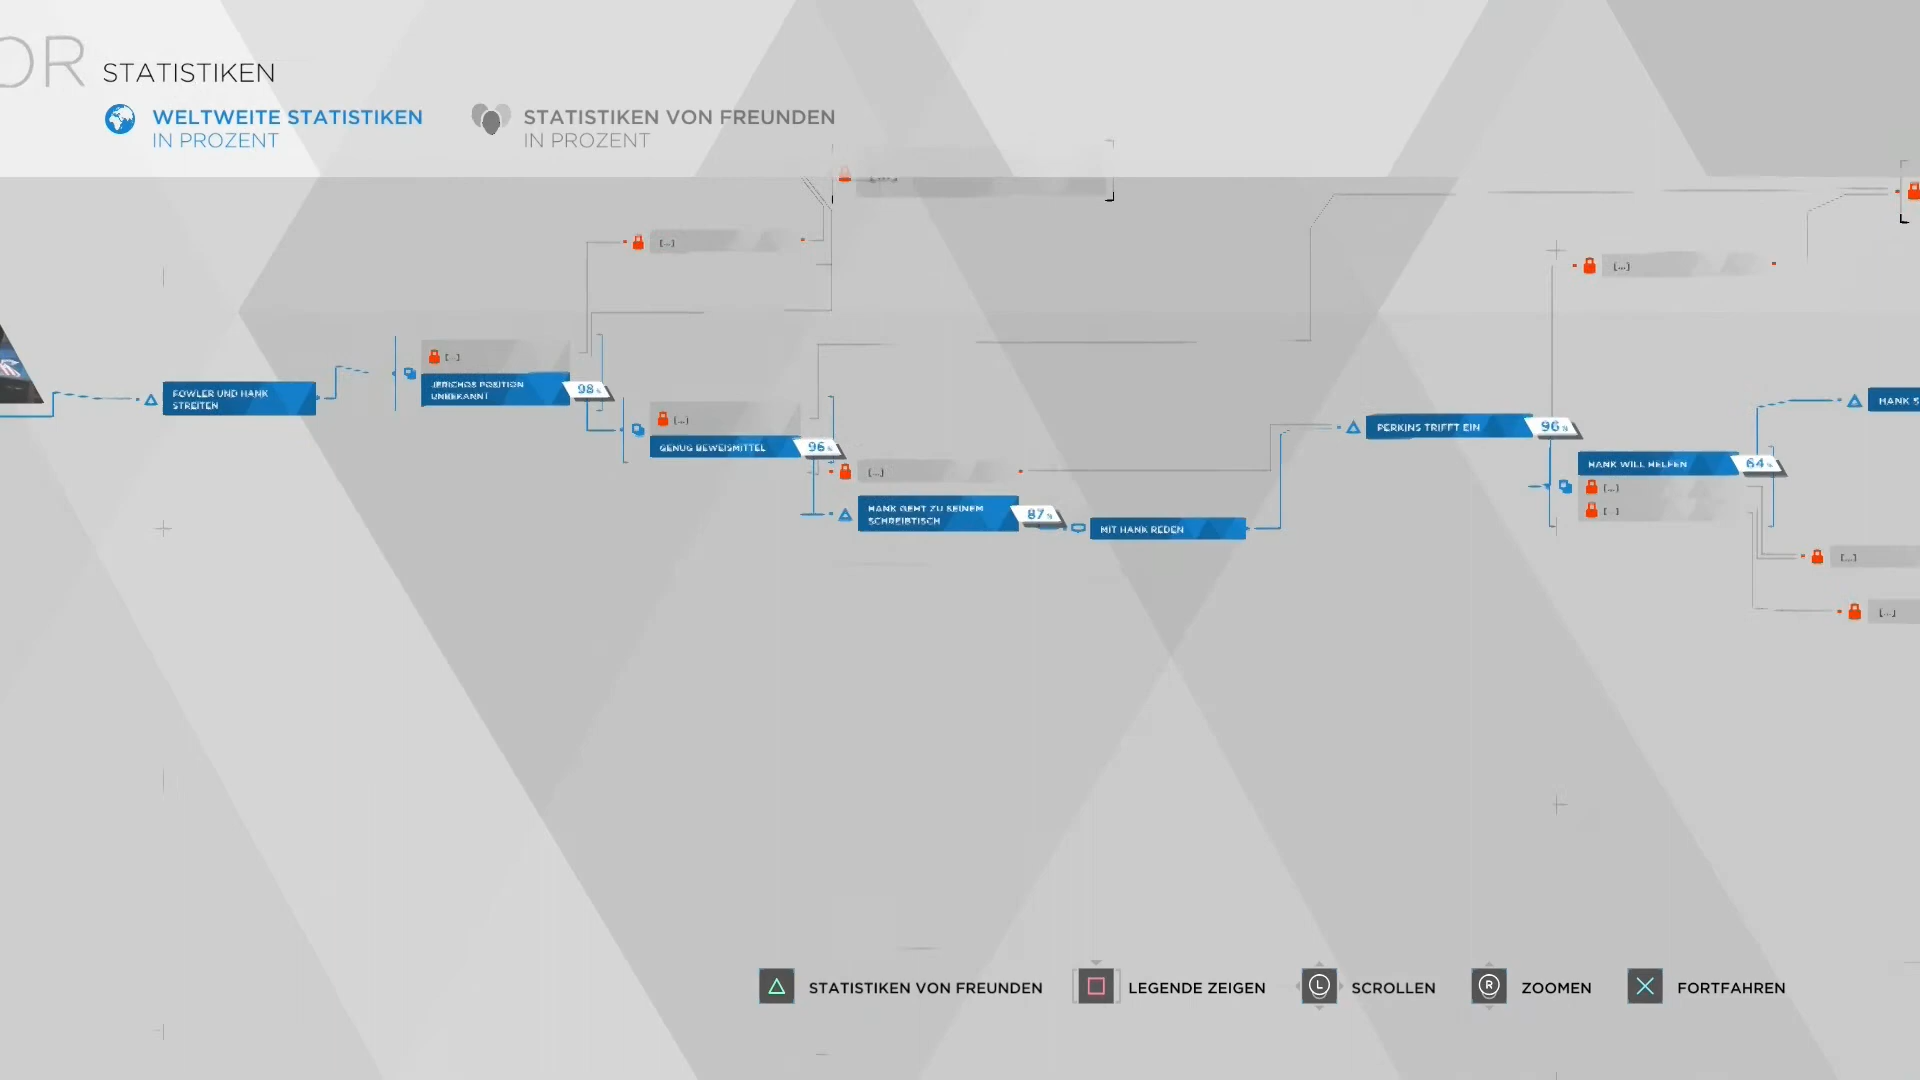 OR STATISTIKEN
WELTWEITE STATISTIKEN
IN PROZENT
STATISTIKEN VON FREUNDEN
IN PROZENT
[...]
[...]
[...]
[...]
FOWLER UND HANK
STREITEN
JERICHOS POSITION
UNBEKANNT
98%
[...]
GENUG BEWEISMITTEL
96%
[...]
HANK GEHT ZU SEINEM
SCHREIBTISCH
87%
MIT HANK REDEN
PERKINS TRIFFT EIN
96%
HANK S
HANK WILL HELFEN
64%
[...]
[...]
[...]
[...]
STATISTIKEN VON FREUNDEN
LEGENDE ZEIGEN
L
SCROLLEN
R
ZOOMEN
FORTFAHREN